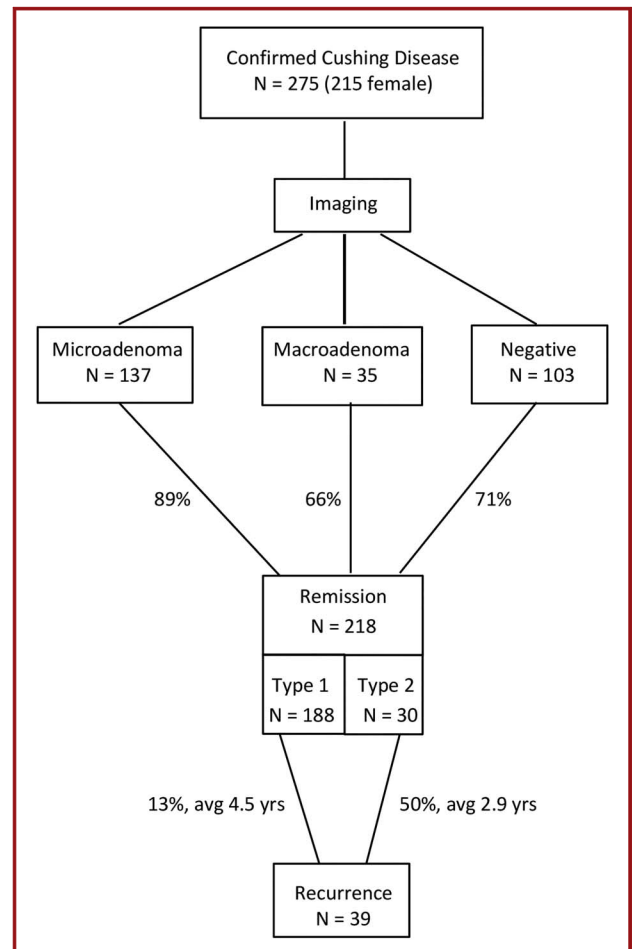 Confirmed Cushing Disease
N = 275 (215 female)
Imaging
Microadenoma
N = 137
Macroadenoma
N = 35
Negative
N = 103
89%
66%
71%
Remission
N = 218
Type 1
N = 188
Type 2
N = 30
13%, avg 4.5 yrs
50%, avg 2.9 yrs
Recurrence
N = 39